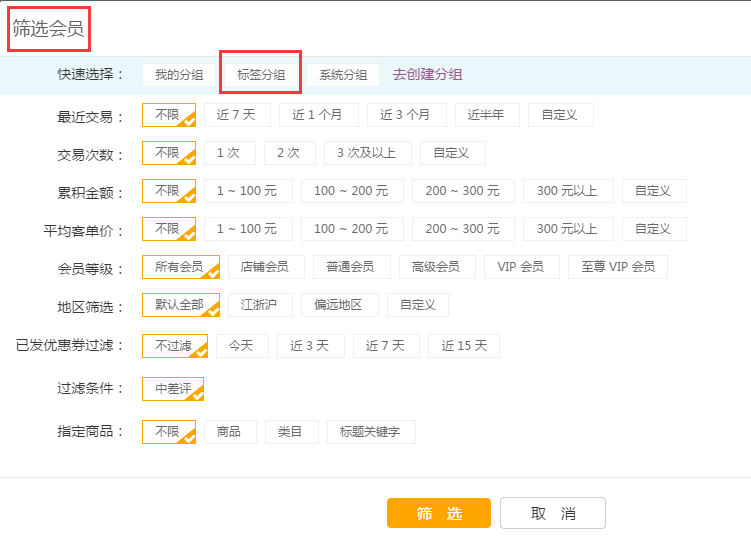 筛选会员
快速选择： 我的分组 标签分组 系统分组 去创建分组
最近交易： 不限 近 7 天 近 1 个月 近 3 个月 近半年 自定义
交易次数： 不限 1 次 2 次 3 次及以上 自定义
累积金额： 不限 1 ~ 100 元 100 ~ 200 元 200 ~ 300 元 300 元以上 自定义
平均客单价： 不限 1 ~ 100 元 100 ~ 200 元 200 ~ 300 元 300 元以上 自定义
会员等级： 所有会员 店铺会员 普通会员 高级会员 VIP 会员 至尊 VIP 会员
地区筛选： 默认全部 江浙沪 偏远地区 自定义
已发优惠券过滤： 不过滤 今天 近 3 天 近 7 天 近 15 天
过滤条件： 中差评
指定商品： 不限 商品 类目 标题关键字
筛 选 取 消